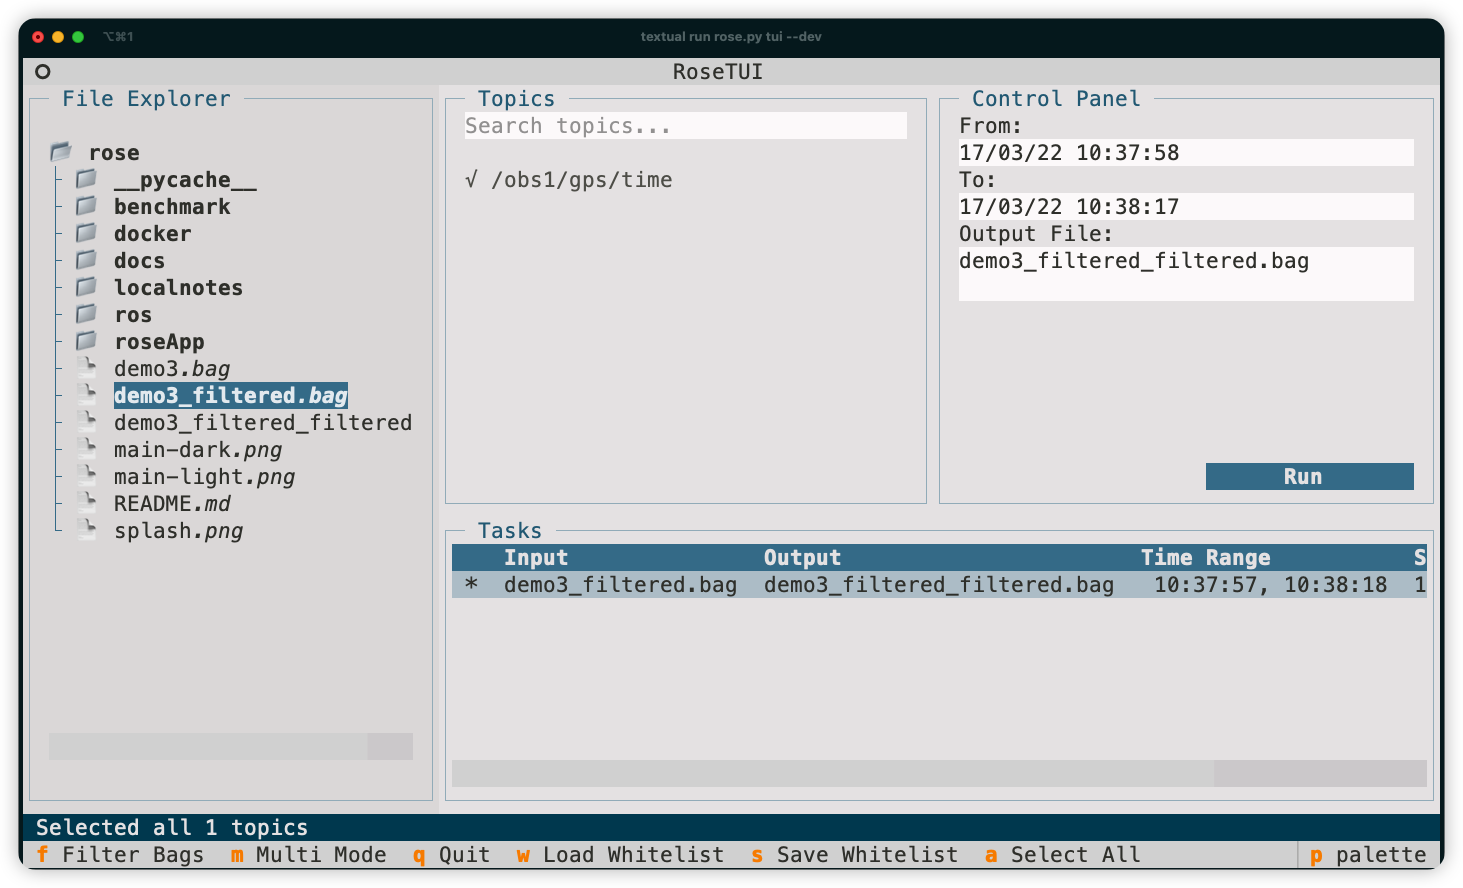 ⌥⌘1 textual run rose.py tui --dev
RoseTUI
File Explorer
rose
__pycache__
benchmark
docker
docs
localnotes
ros
roseApp
demo3.bag
demo3_filtered.bag
demo3_filtered_filtered
main-dark.png
main-light.png
README.md
splash.png
Topics
Search topics...
√ /obs1/gps/time
Control Panel
From:
17/03/22 10:37:58
To:
17/03/22 10:38:17
Output File:
demo3_filtered_filtered.bag
Run
Tasks
Input Output Time Range S
* demo3_filtered.bag demo3_filtered_filtered.bag 10:37:57, 10:38:18 1
Selected all 1 topics
f Filter Bags m Multi Mode q Quit w Load Whitelist s Save Whitelist a Select All p palette